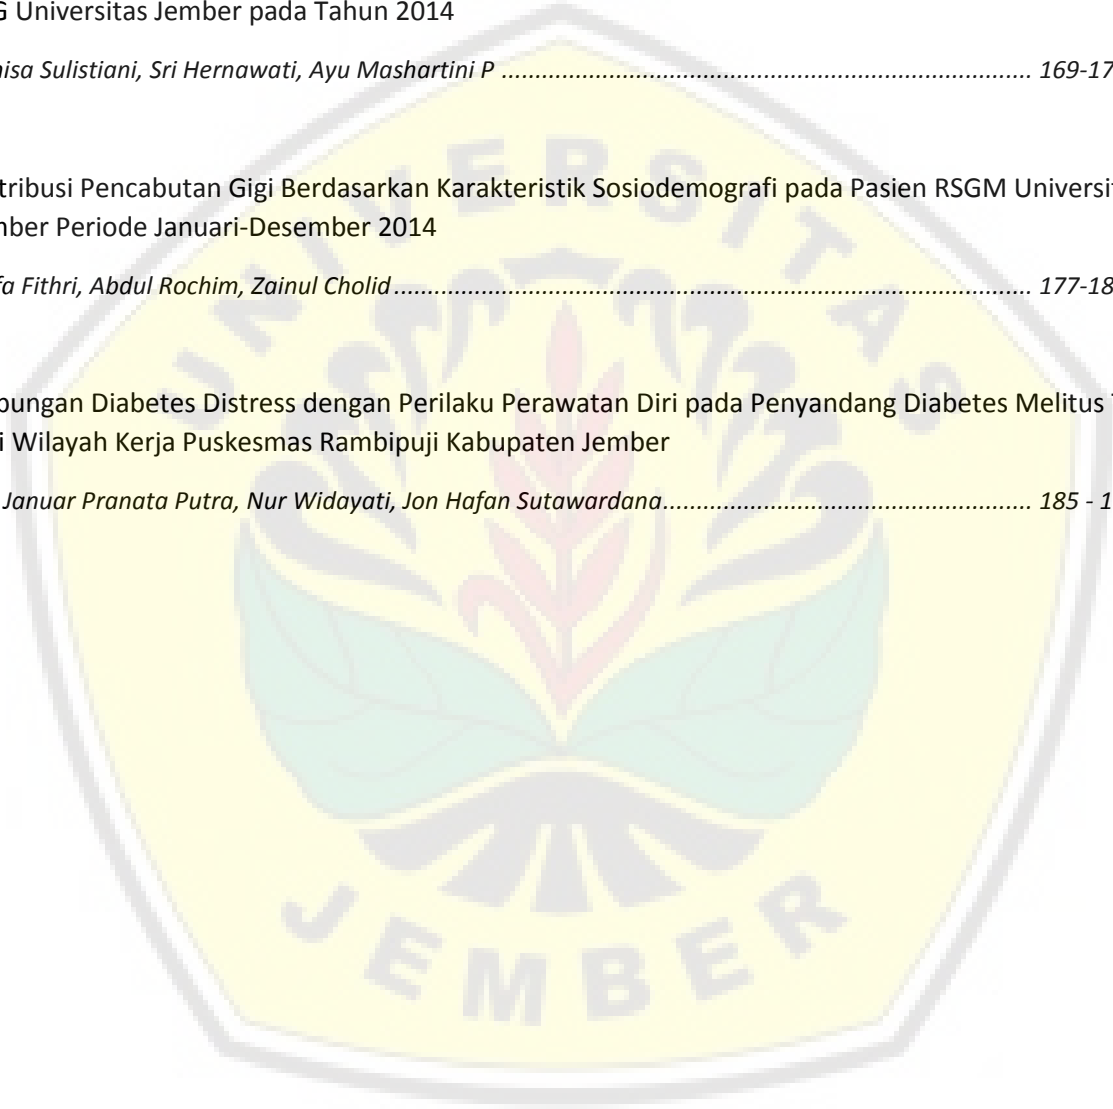 G Universitas Jember pada Tahun 2014
isa Sulistiani, Sri Hernawati, Ayu Mashartini P ................................................................................ 169-17
tribusi Pencabutan Gigi Berdasarkan Karakteristik Sosiodemografi pada Pasien RSGM Universit
ber Periode Januari-Desember 2014
fa Fithri, Abdul Rochim, Zainul Cholid ................................................................................................ 177-18
bungan Diabetes Distress dengan Perilaku Perawatan Diri pada Penyandang Diabetes Melitus
i Wilayah Kerja Puskesmas Rambipuji Kabupaten Jember
Januar Pranata Putra, Nur Widayati, Jon Hafan Sutawardana........................................................ 185 - 1
UNIVERSITAS
JEMBER